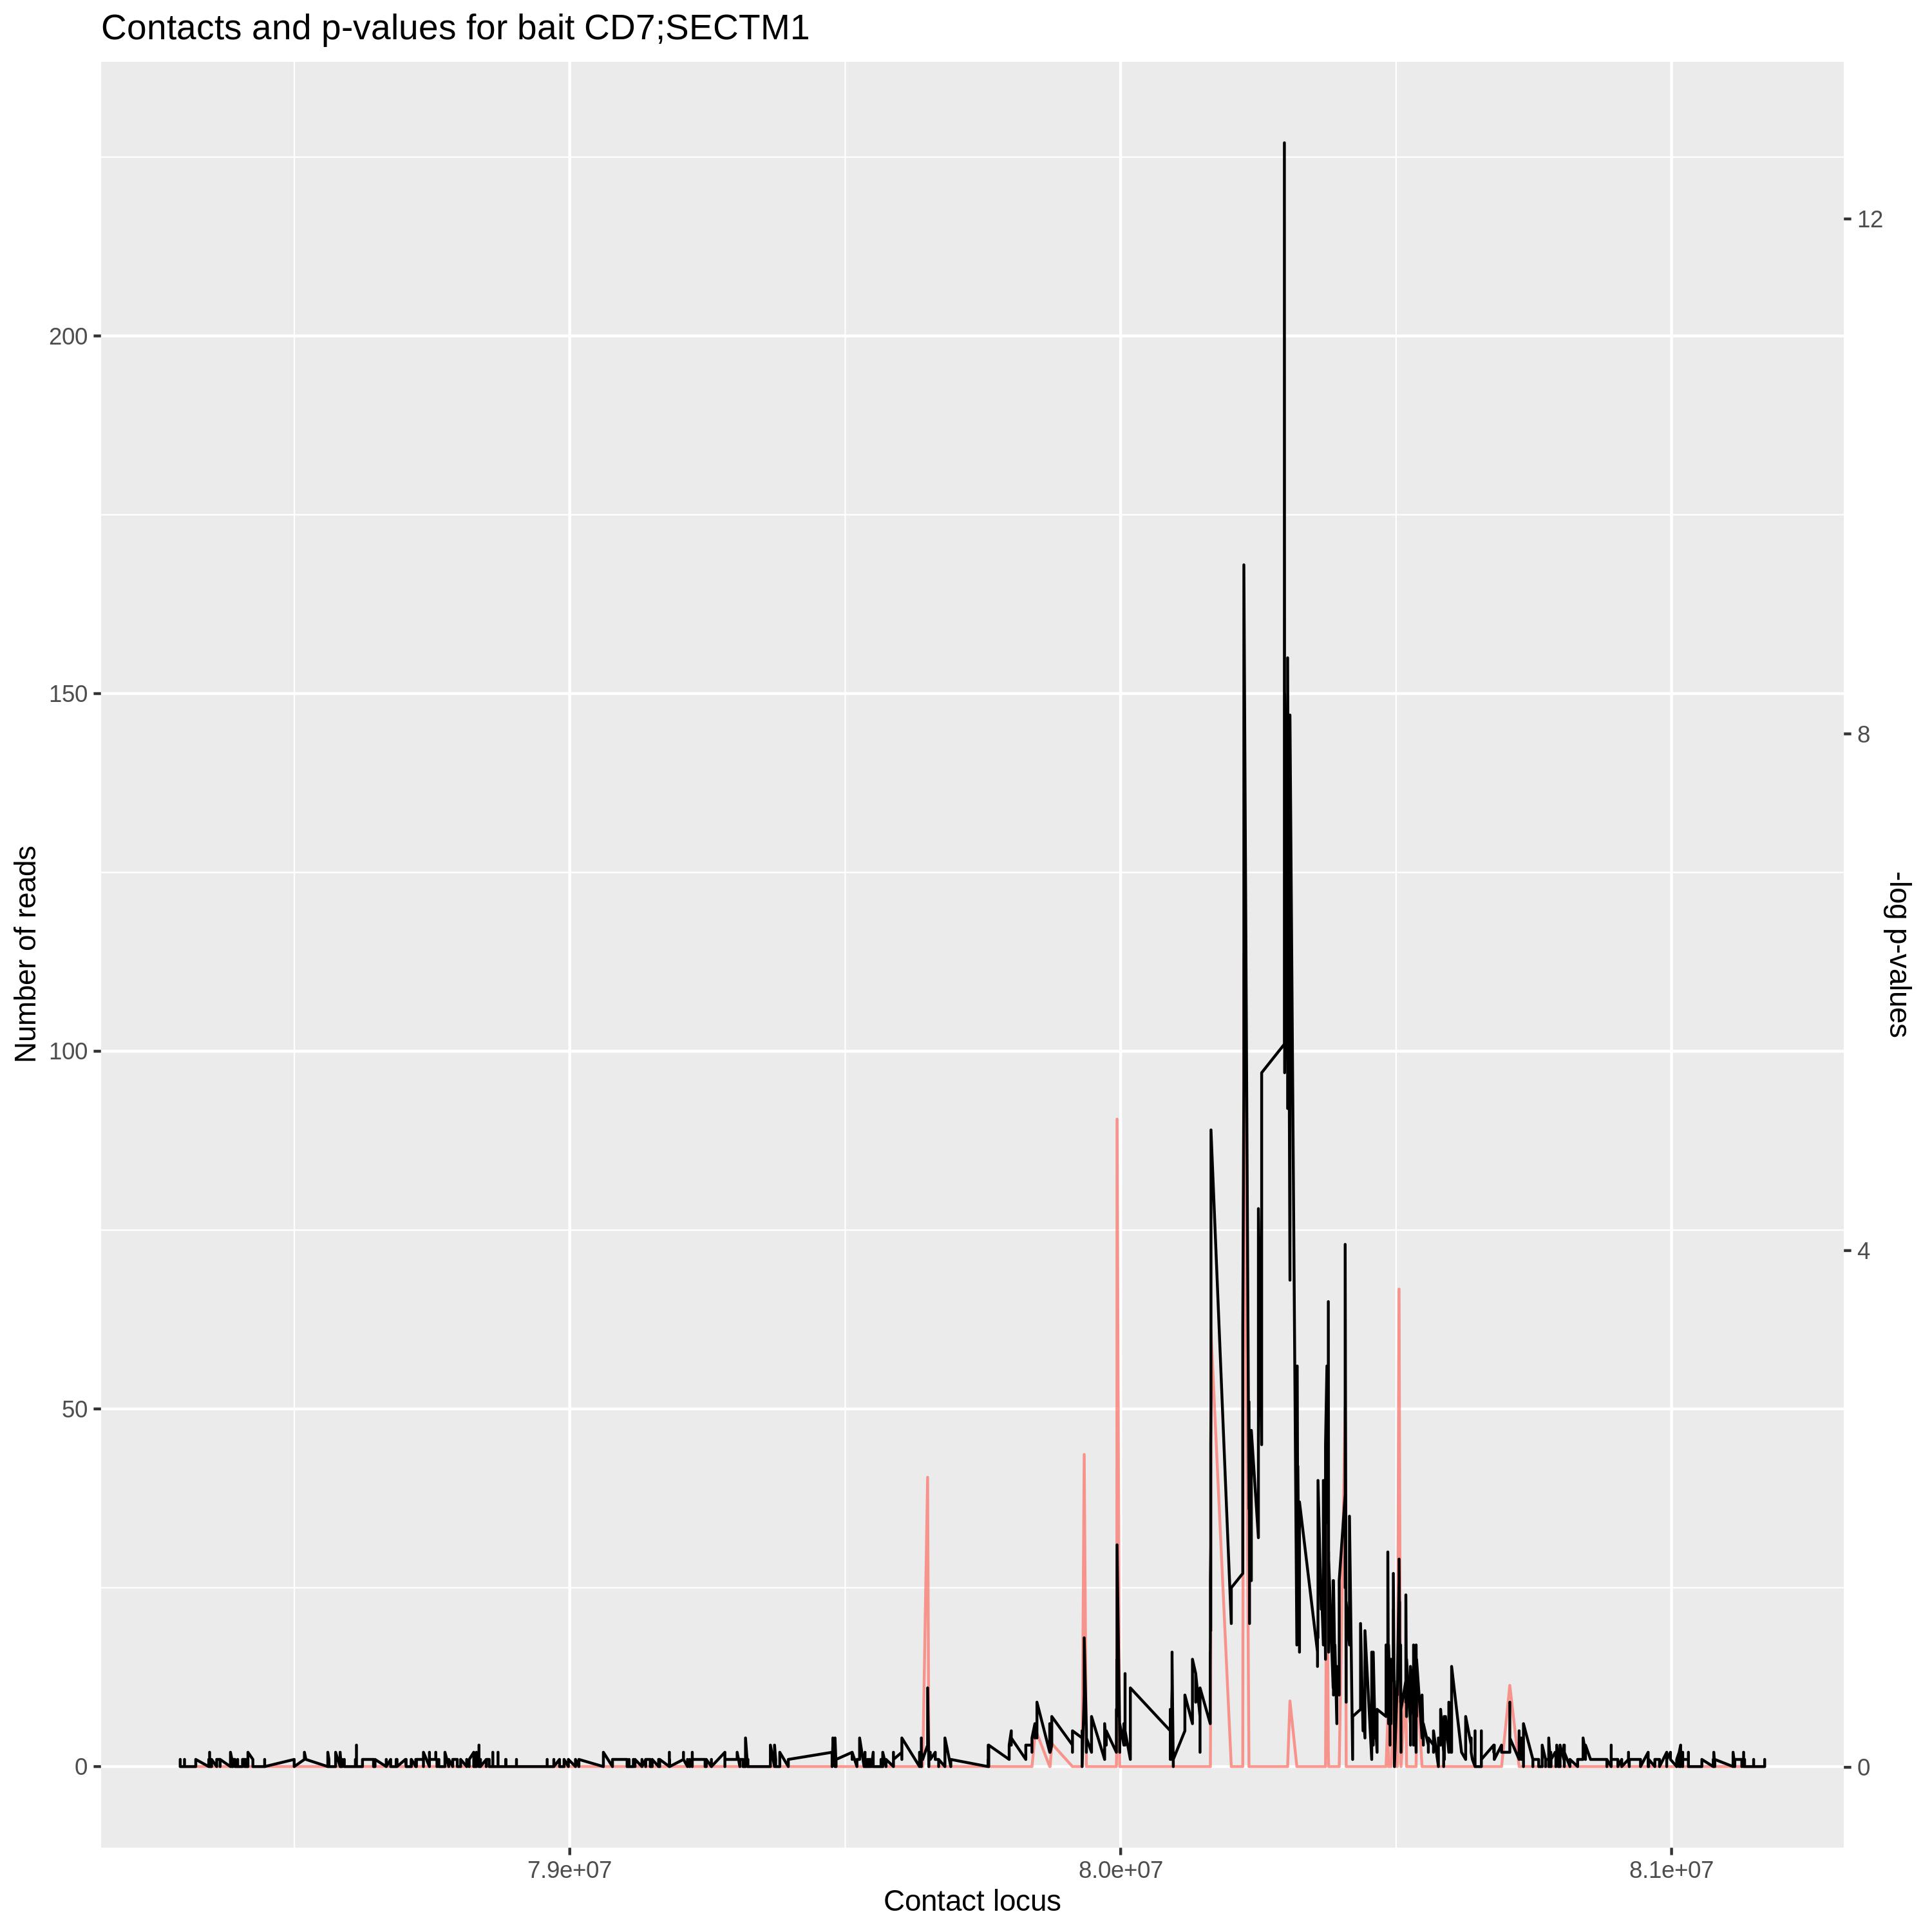 Contacts and p-values for bait CD7;SECTM1
Number of reads
200
150
100
50
0
12
8
4
0
-log p-values
7.9e+07 8.0e+07 8.1e+07
Contact locus